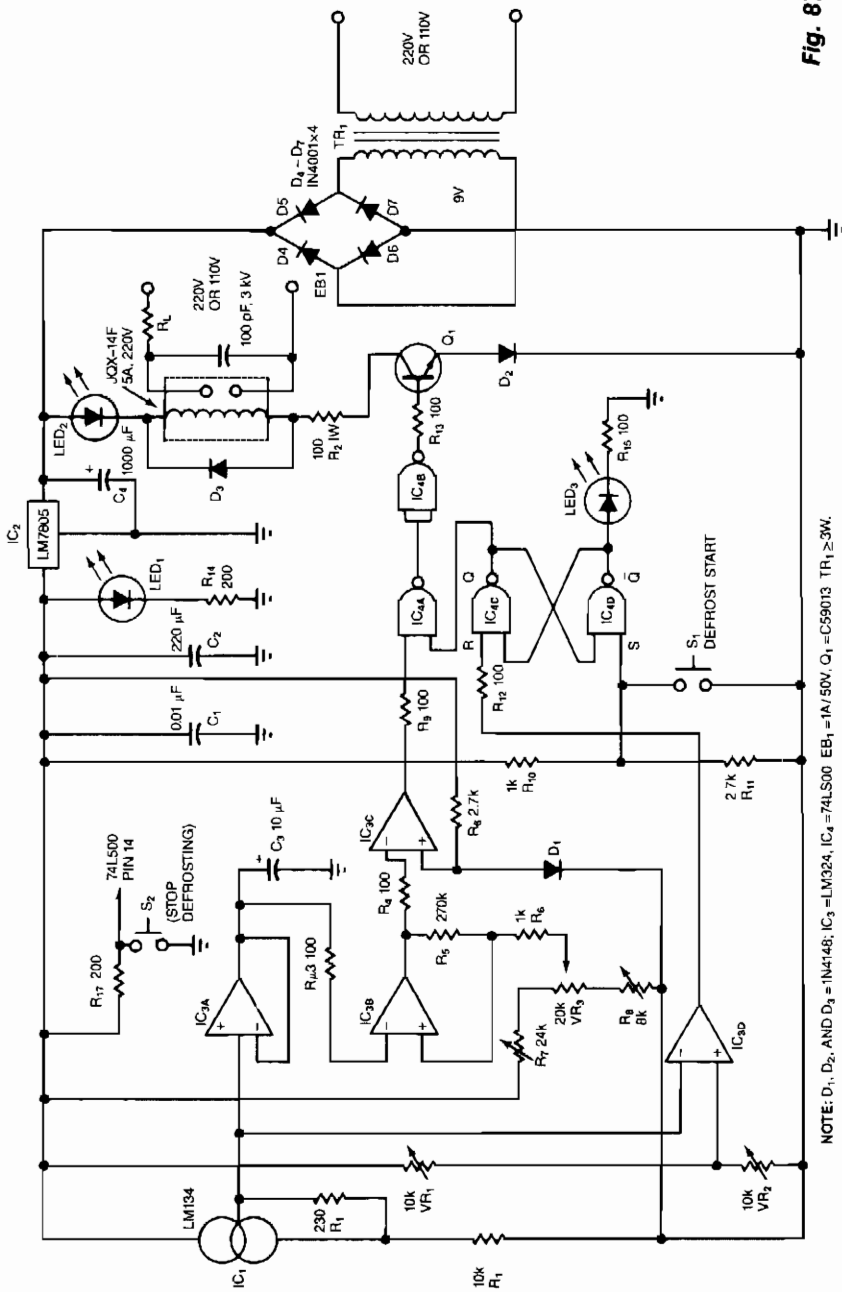 Fig. 8
220V
OR 110V
TR₁
D₄ – D₇
IN4001×4
9V
D5
D7
D4
D6
EB1
220V
OR 110V
100 pF, 3 kV
R_L
JQX–14F
5A, 220V
LED₂
D₃
100
R₂ IW
Q₁
D₂
R₁₃ 100
C₄ 1000 µF
+
IC₂
LM7805
LED₁
R₁₄
200
220 µF
C₂
0.01 µF
C₁
IC₄B
IC₄A
IC₄C
IC₄D
Q
Q̄
R
S
LED₃
R₁₅ 100
S₁
DEFROST START
R₁₂ 100
R₉ 100
1k
R₁₀
2.7k
R₁₁
74L500
PIN 14
S₂
(STOP
DEFROSTING)
R₁₇ 200
IC₃A
+
–
C₃ 10 µF
+
Rµ3 100
IC₃B
–
+
IC₃C
–
+
R₄ 100
R₅
270k
1k
R₆
R₆ 2.7k
D₁
20k
VR₃
R₇ 24k
R₈
8k
IC₃D
–
+
LM134
IC₁
230
R₁
10k
R₁
10k
VR₁
10k
VR₂
NOTE: D₁, D₂, AND D₃ = 1N4148; IC₃ =LM324, IC₄ =74LS00 EB₁ =1A/ 50V, Q₁ =C59013 TR₁ ≥3W.